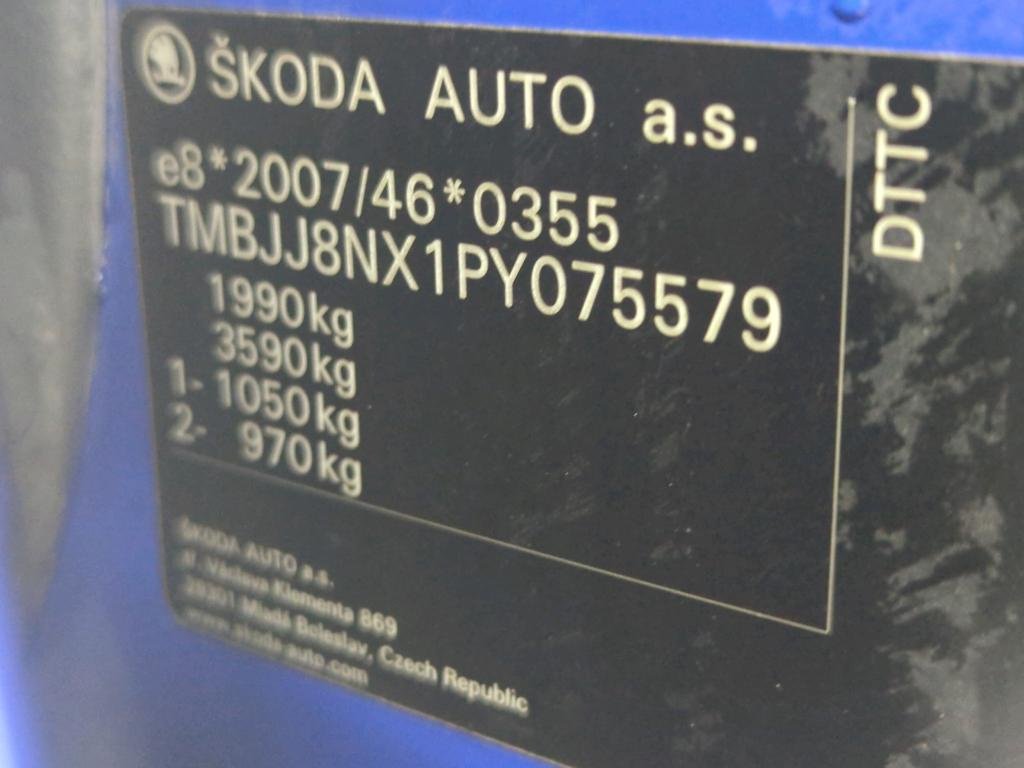 ŠKODA AUTO a.s.
e8*2007/46*0355
TMBJJ8NX1PY075579
1990kg
3590kg
1- 1050kg
2- 970kg
ŠKODA AUTO a.s.
tř. Václava Klementa 869
29301 Mladá Boleslav, Czech Republic
www.skoda-auto.com
DTTC